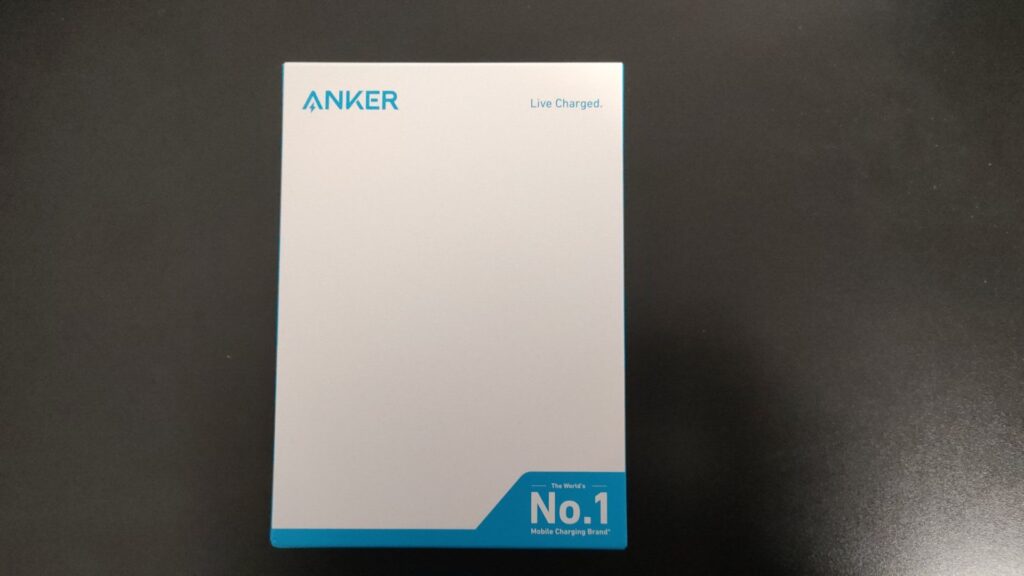 ANKER
Live Charged.
The World's
No.1
Mobile Charging Brand*